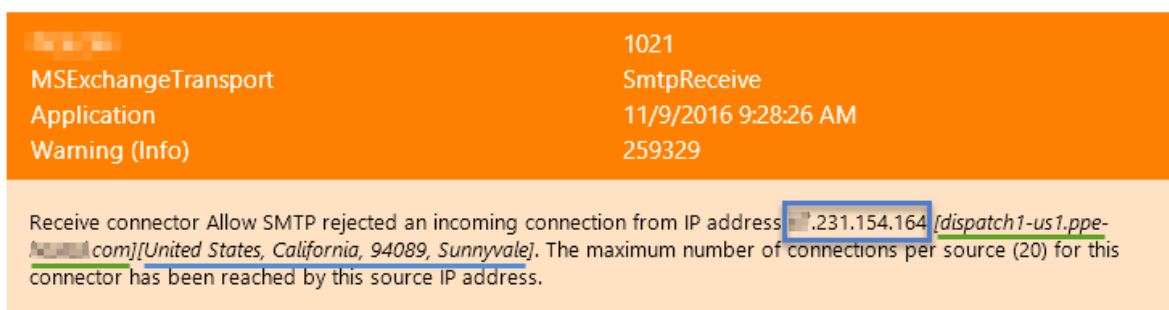 1021
MSExchangeTransport SmtpReceive
Application 11/9/2016 9:28:26 AM
Warning (Info) 259329
Receive connector Allow SMTP rejected an incoming connection from IP address .231.154.164 [dispatch1-us1.ppe-
.com][United States, California, 94089, Sunnyvale]. The maximum number of connections per source (20) for this
connector has been reached by this source IP address.